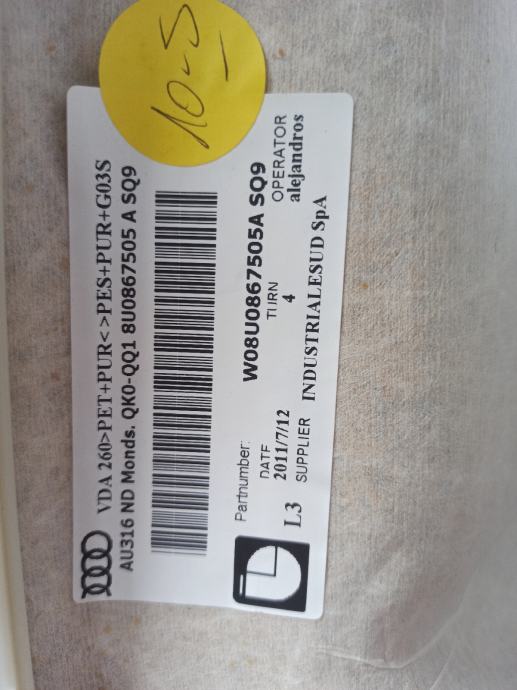 10-5
VDA 260>PET+PUR< >PES+PUR+G03S
AU316 ND Monds. QK0-QQ1 8U0867505 A SQ9
Partnumber: W08U0867505A SQ9
DATE TURN OPERATOR
2011/7/12 4 alejandros
L3 SUPPLIER INDUSTRIALESUD SpA